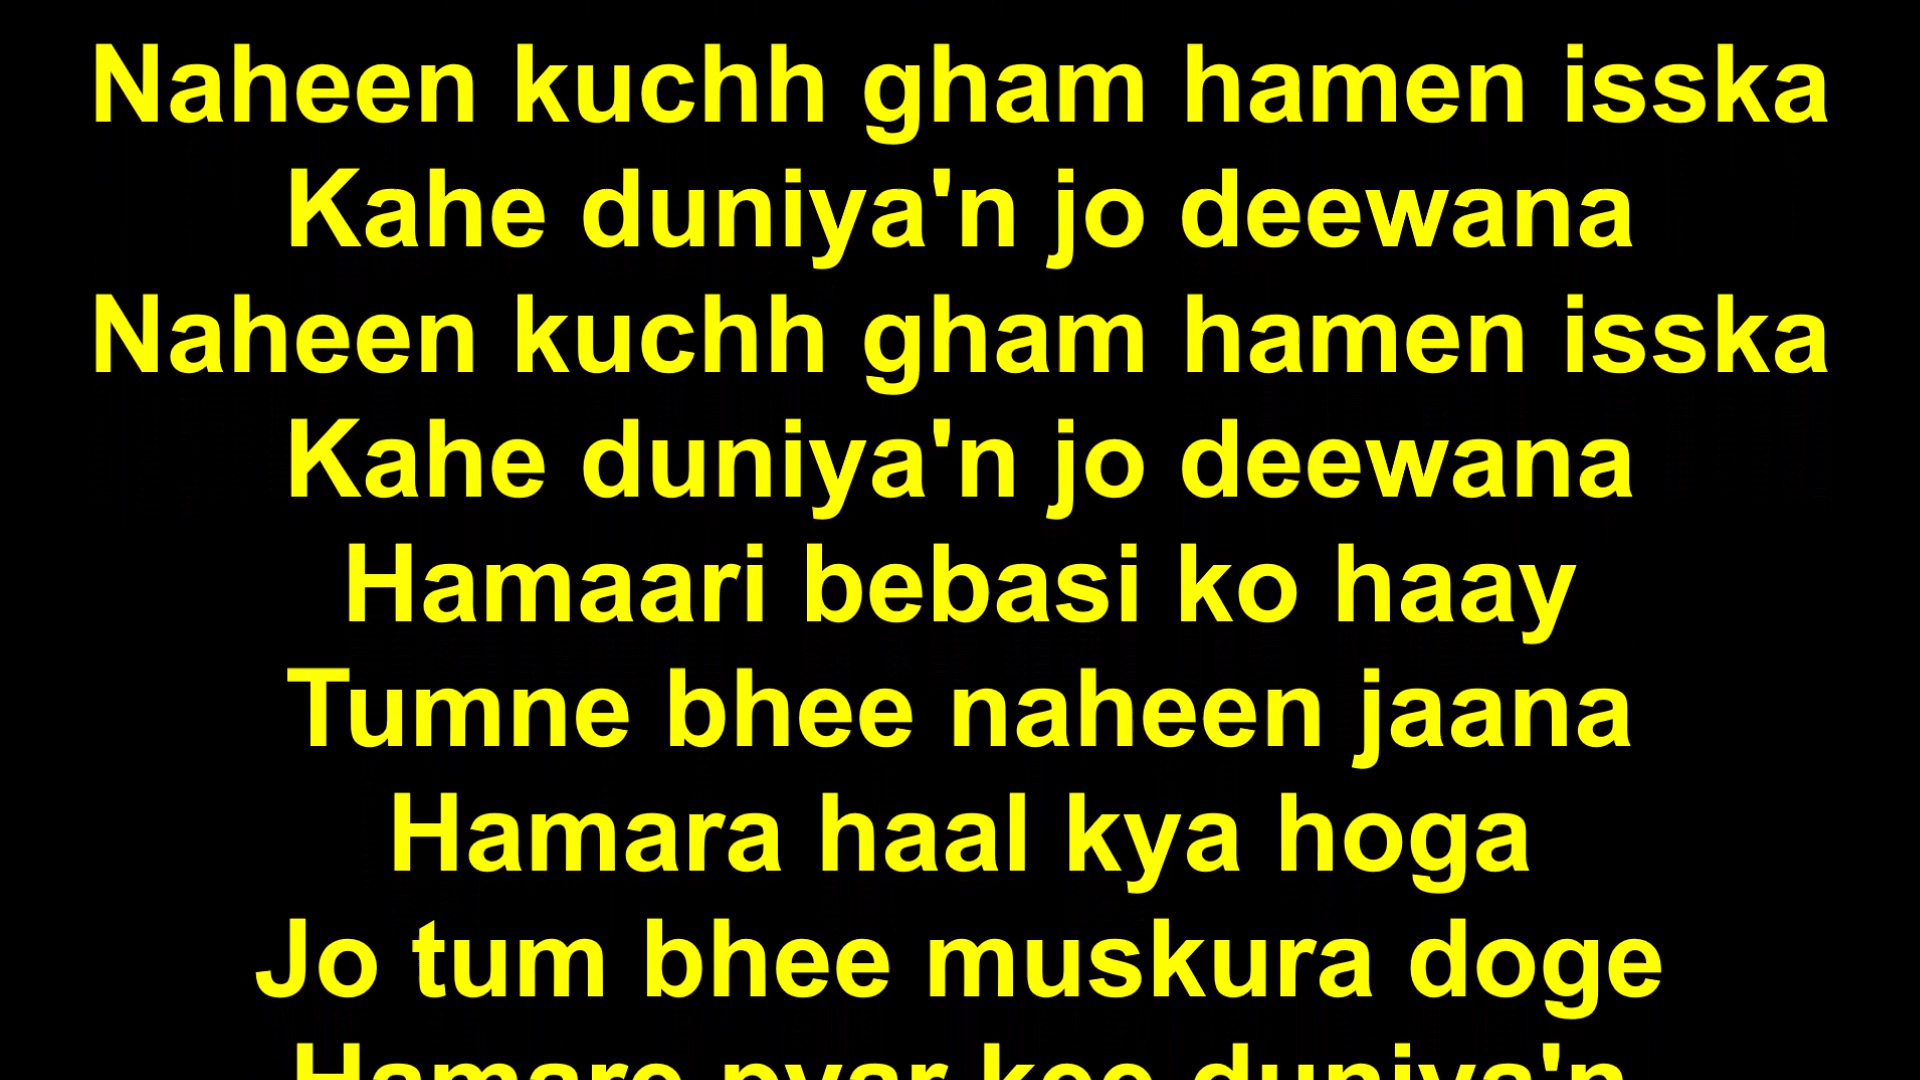 Naheen kuchh gham hamen isska
Kahe duniya'n jo deewana
Naheen kuchh gham hamen isska
Kahe duniya'n jo deewana
Hamaari bebasi ko haay
Tumne bhee naheen jaana
Hamara haal kya hoga
Jo tum bhee muskura doge
Hamare pyar kee duniya'n